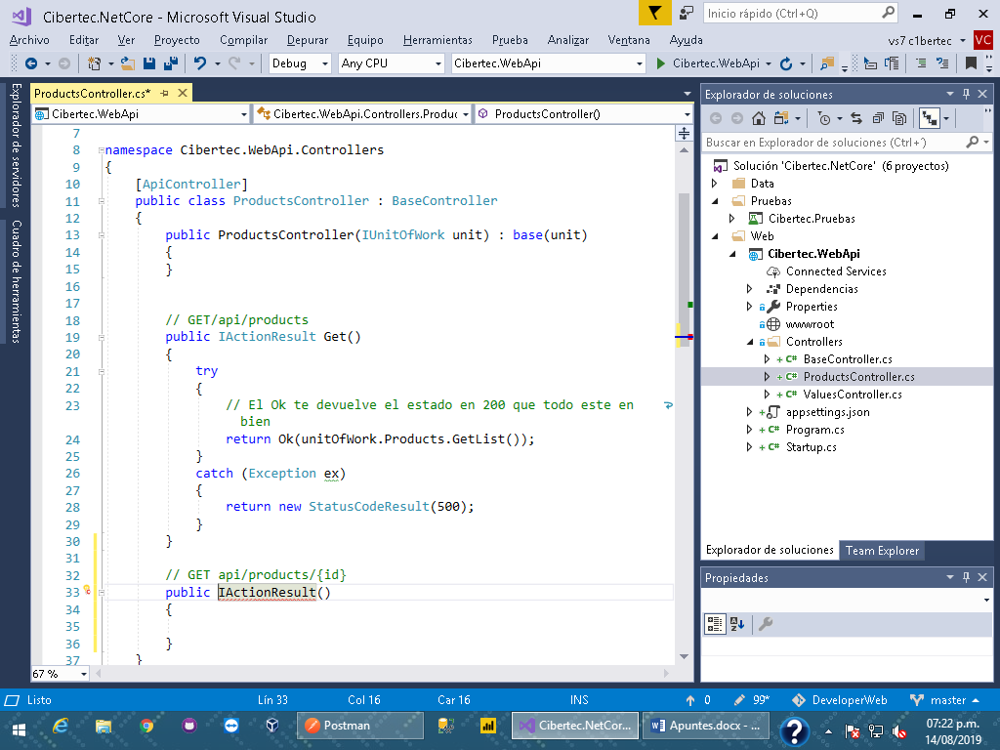 Cibertec.NetCore - Microsoft Visual Studio
Inicio rápido (Ctrl+Q)
Archivo Editar Ver Proyecto Compilar Depurar Equipo Herramientas Prueba Analizar Ventana Ayuda
vs7 c1bertec VC
Debug Any CPU Cibertec.WebApi Cibertec.WebApi
Explorador de servidores
Cuadro de herramientas
ProductsController.cs*
Cibertec.WebApi Cibertec.WebApi.Controllers.Produc ProductsController()
7
8 namespace Cibertec.WebApi.Controllers
9 {
10 [ApiController]
11 public class ProductsController : BaseController
12 {
13 public ProductsController(IUnitOfWork unit) : base(unit)
14 {
15 }
16
17
18 // GET/api/products
19 public IActionResult Get()
20 {
21 try
22 {
23 // El Ok te devuelve el estado en 200 que todo este en
bien
24 return Ok(unitOfWork.Products.GetList());
25 }
26 catch (Exception ex)
27 {
28 return new StatusCodeResult(500);
29 }
30 }
31
32 // GET api/products/{id}
33 public IActionResult()
34 {
35
36 }
37 }
67 %
Explorador de soluciones
Buscar en Explorador de soluciones (Ctrl+´)
Solución 'Cibertec.NetCore' (6 proyectos)
Data
Pruebas
Cibertec.Pruebas
Web
Cibertec.WebApi
Connected Services
Dependencias
Properties
wwwroot
Controllers
C# BaseController.cs
C# ProductsController.cs
C# ValuesController.cs
appsettings.json
C# Program.cs
C# Startup.cs
Explorador de soluciones Team Explorer
Propiedades
Listo Lín 33 Col 16 Car 16 INS 0 99* DeveloperWeb master
Postman Cibertec.NetCor... Apuntes.docx - ...
07:22 p.m.
14/08/2019